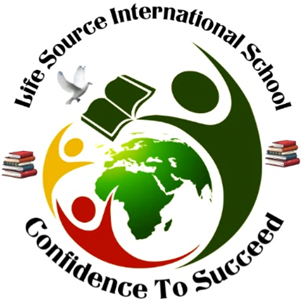 Life Source International School
Confidence To Succeed